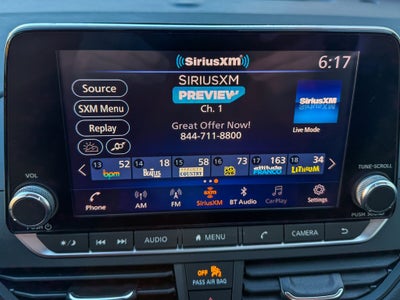 SiriusXM
6:17
Source
SXM Menu
Replay
SIRIUSXM
PREVIEW
Ch. 1
Great Offer Now!
844-711-8800
SiriusXM
Live Mode
13 52
bpm
14 18
BEATLES
15 58
16 73
17 163
FRANCO
18 34
LITHIUM
Phone
AM
FM
SiriusXM
BT Audio
CarPlay
Settings
VOL
TUNE-SCROLL
PUSH
PUSH
AUDIO
MENU
CAMERA
OFF
PASS AIR BAG